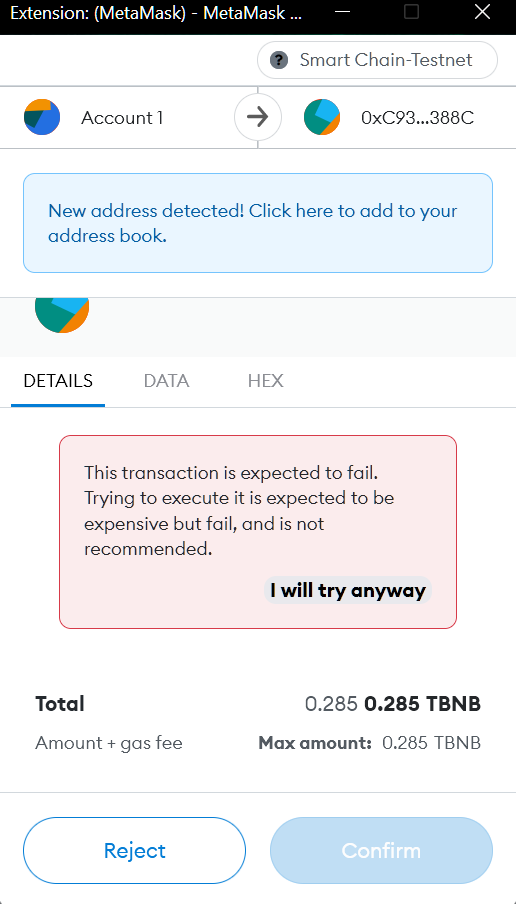 Extension: (MetaMask) - MetaMask ...
? Smart Chain-Testnet
Account 1
0xC93...388C
New address detected! Click here to add to your
address book.
DETAILS DATA HEX
This transaction is expected to fail.
Trying to execute it is expected to be
expensive but fail, and is not
recommended.
I will try anyway
Total 0.285 0.285 TBNB
Amount + gas fee Max amount: 0.285 TBNB
Reject Confirm